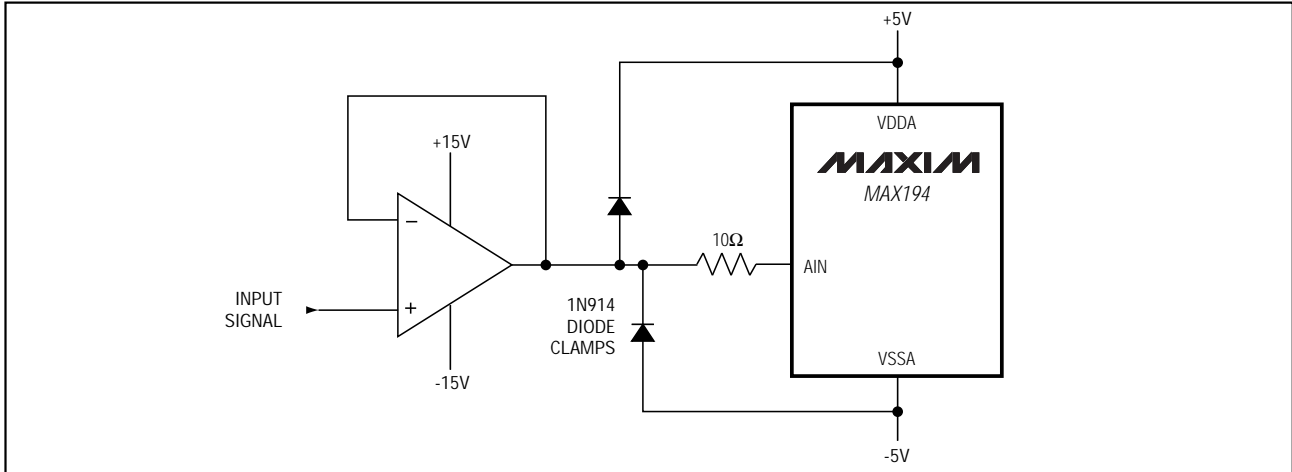 +5V
VDDA
+15V
MAXIM
MAX194
−
10Ω
AIN
INPUT
SIGNAL
+
1N914
DIODE
CLAMPS
VSSA
-15V
-5V